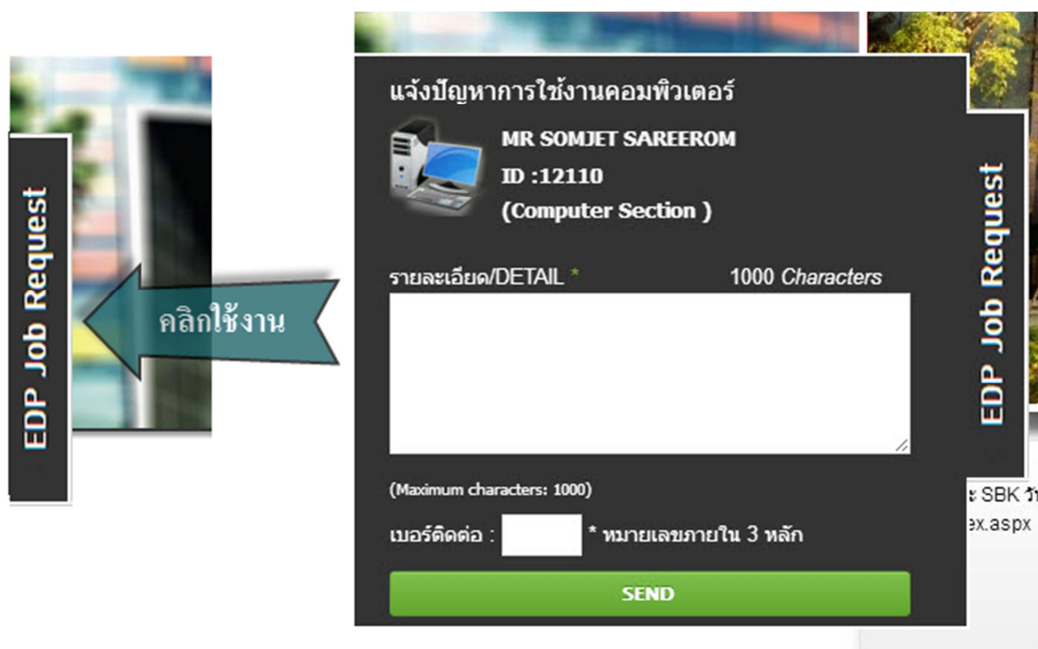 EDP Job Request
คลิกใช้งาน
แจ้งปัญหาการใช้งานคอมพิวเตอร์
MR SOMJET SAREEROM
ID :12110
(Computer Section )
รายละเอียด/DETAIL * 1000 Characters
(Maximum characters: 1000)
เบอร์ติดต่อ : * หมายเลขภายใน 3 หลัก
SEND
EDP Job Request
SBK
ex.aspx